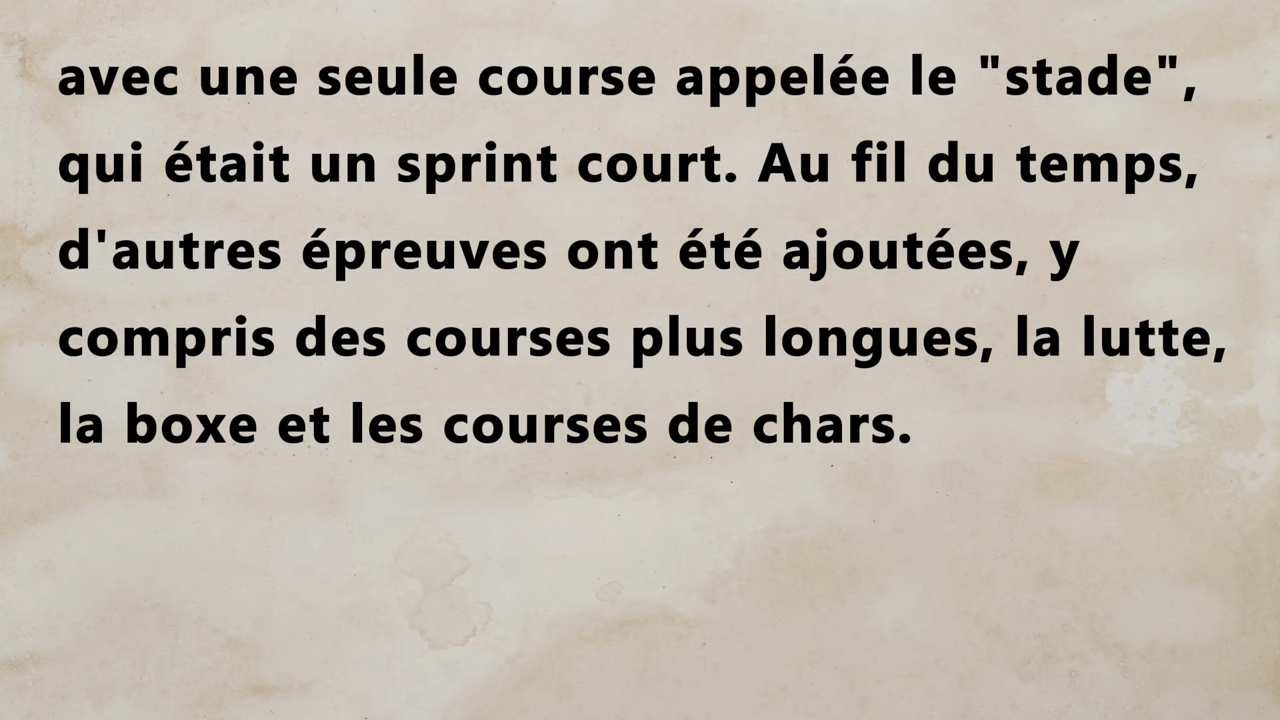 avec une seule course appelée le "stade",
qui était un sprint court. Au fil du temps,
d'autres épreuves ont été ajoutées, y
compris des courses plus longues, la lutte,
la boxe et les courses de chars.